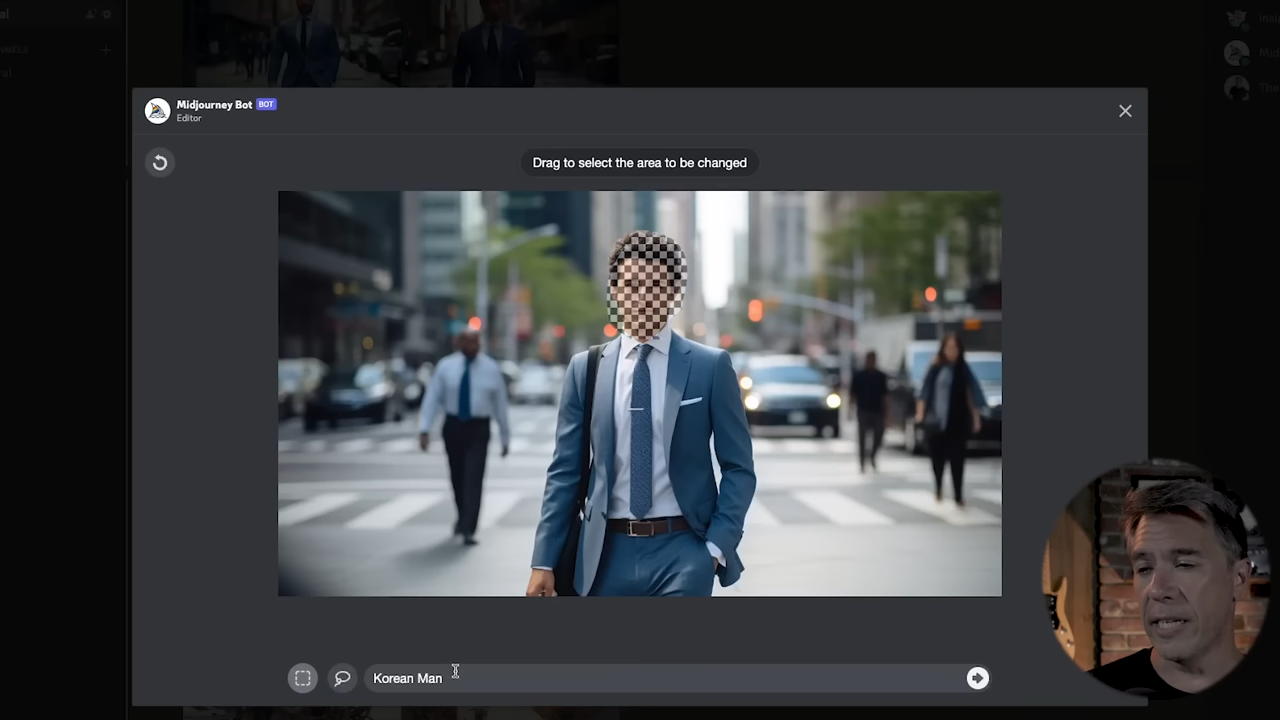 Midjourney Bot BOT
Editor
Drag to select the area to be changed
Korean Man